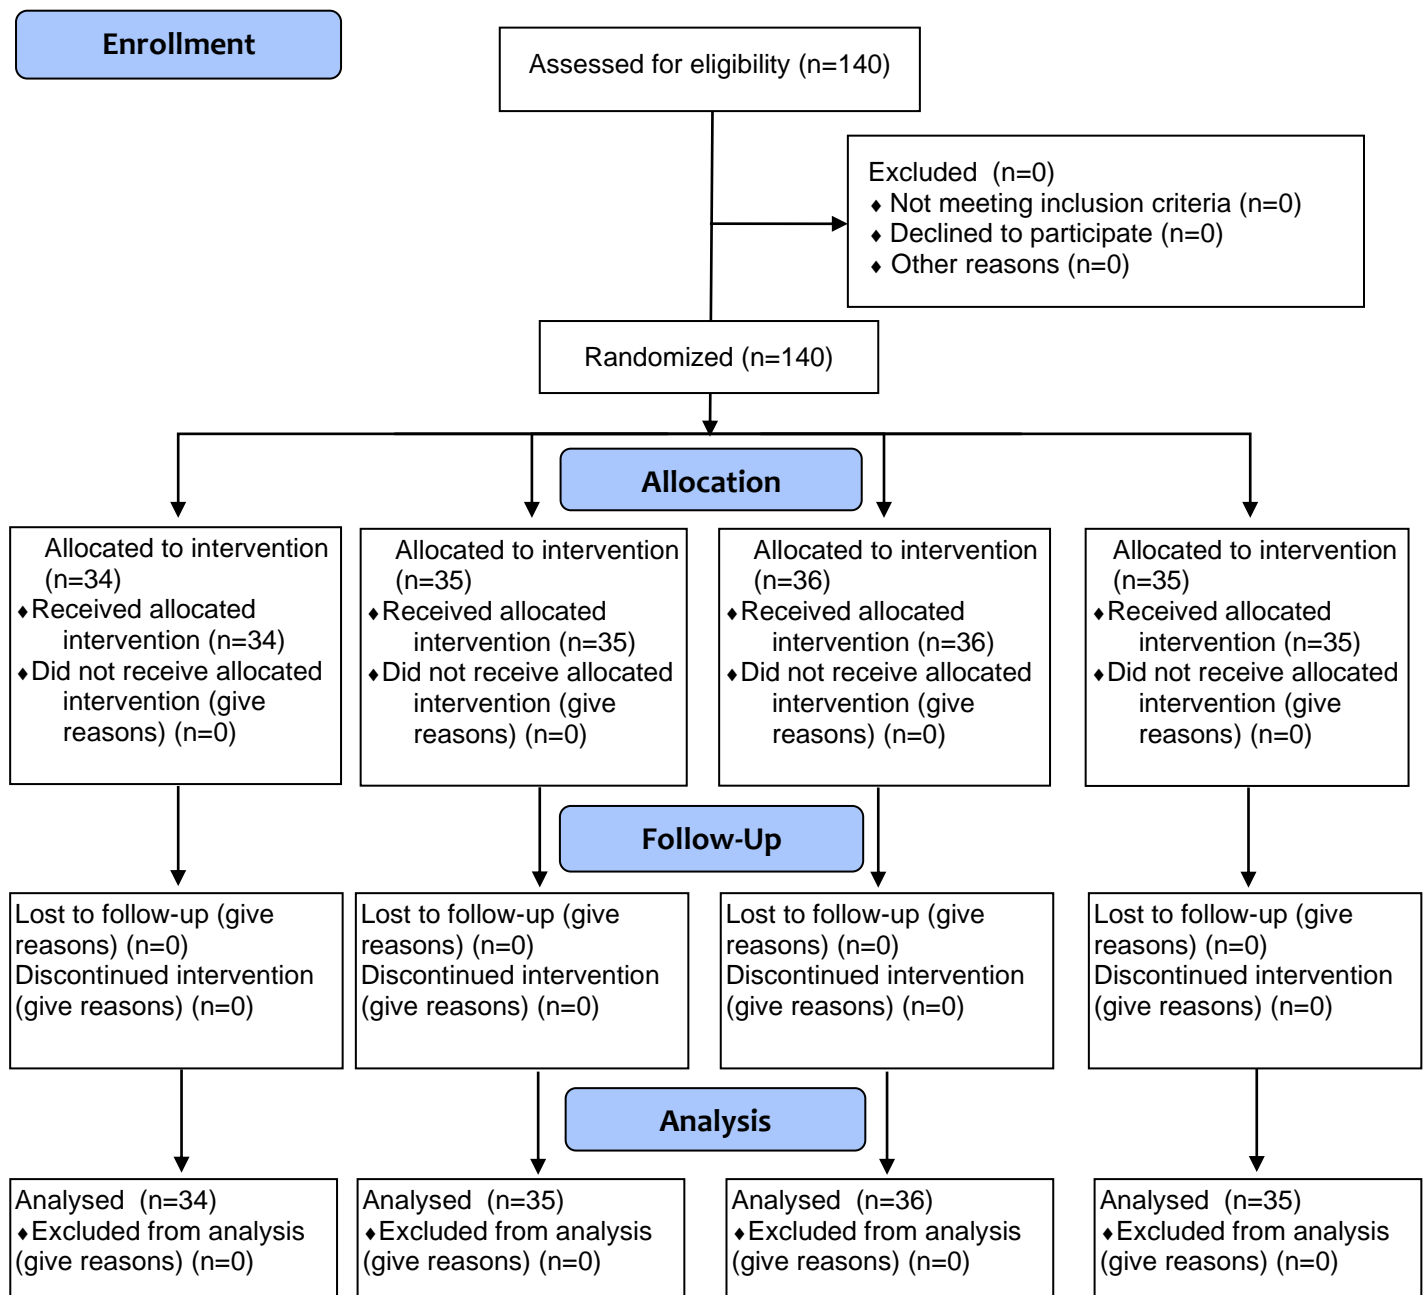 Enrollment
Assessed for eligibility (n=140)
Excluded (n=0)
♦ Not meeting inclusion criteria (n=0)
♦ Declined to participate (n=0)
♦ Other reasons (n=0)
Randomized (n=140)
Allocation
Allocated to intervention
(n=34)
♦Received allocated
intervention (n=34)
♦Did not receive allocated
intervention (give
reasons) (n=0)
Allocated to intervention
(n=35)
♦Received allocated
intervention (n=35)
♦Did not receive allocated
intervention (give
reasons) (n=0)
Allocated to intervention
(n=36)
♦Received allocated
intervention (n=36)
♦Did not receive allocated
intervention (give
reasons) (n=0)
Allocated to intervention
(n=35)
♦Received allocated
intervention (n=35)
♦Did not receive allocated
intervention (give
reasons) (n=0)
Follow-Up
Lost to follow-up (give
reasons) (n=0)
Discontinued intervention
(give reasons) (n=0)
Lost to follow-up (give
reasons) (n=0)
Discontinued intervention
(give reasons) (n=0)
Lost to follow-up (give
reasons) (n=0)
Discontinued intervention
(give reasons) (n=0)
Lost to follow-up (give
reasons) (n=0)
Discontinued intervention
(give reasons) (n=0)
Analysis
Analysed (n=34)
♦Excluded from analysis
(give reasons) (n=0)
Analysed (n=35)
♦Excluded from analysis
(give reasons) (n=0)
Analysed (n=36)
♦Excluded from analysis
(give reasons) (n=0)
Analysed (n=35)
♦Excluded from analysis
(give reasons) (n=0)